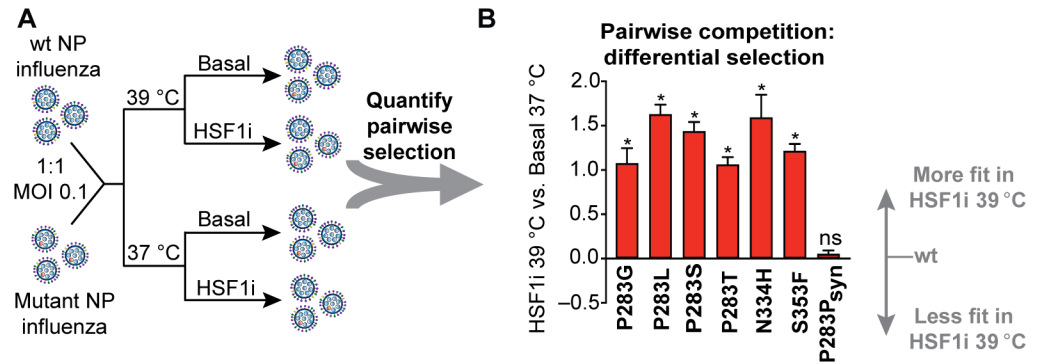 A
wt NP
influenza
1:1
MOI 0.1
Mutant NP
influenza
39 °C
37 °C
Basal
HSF1i
Basal
HSF1i
Quantify
pairwise
selection
B
Pairwise competition:
differential selection
HSF1i 39 °C vs. Basal 37 °C
2.0
1.5
1.0
0.5
0.0
–0.5
*
*
*
*
*
*
ns
P283G
P283L
P283S
P283T
N334H
S353F
P283Psyn
More fit in
HSF1i 39 °C
wt
Less fit in
HSF1i 39 °C